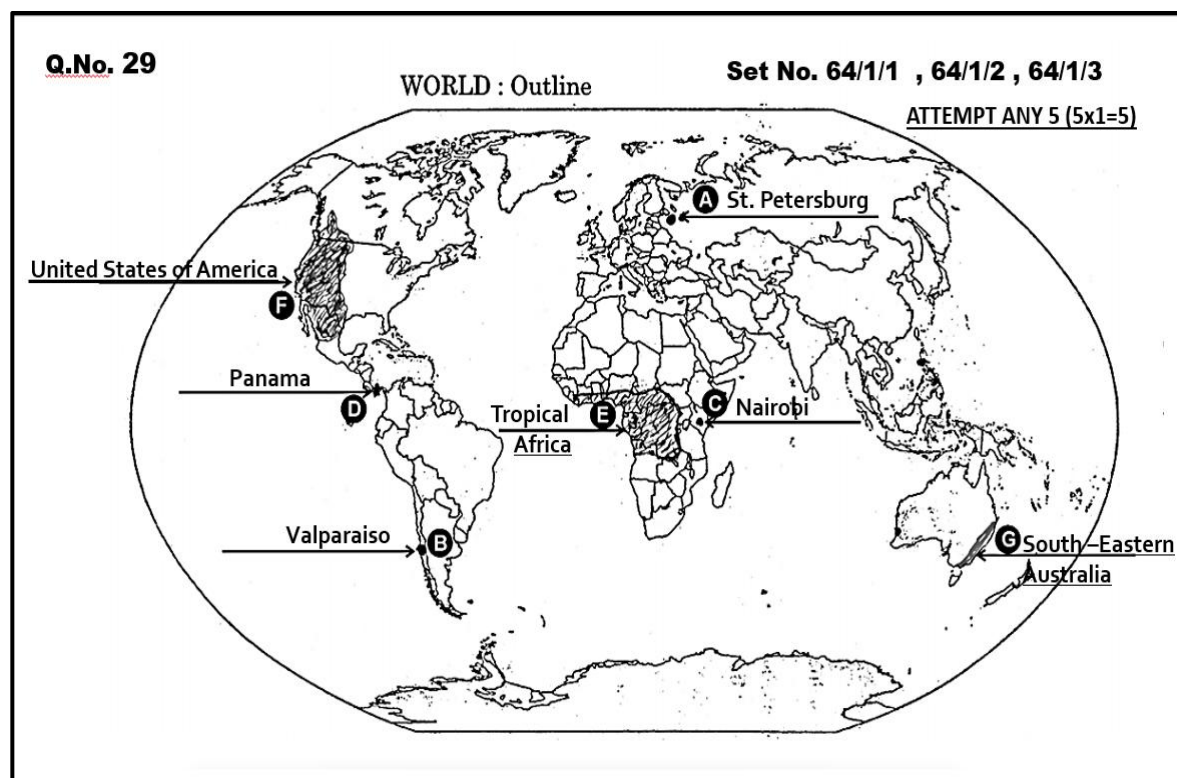 Q.No. 29
Set No. 64/1/1 , 64/1/2 , 64/1/3
WORLD : Outline
ATTEMPT ANY 5 (5x1=5)
A St. Petersburg
United States of America
F
Panama
D
Tropical
Africa
E
C Nairobi
Valparaiso
B
G South –Eastern
Australia